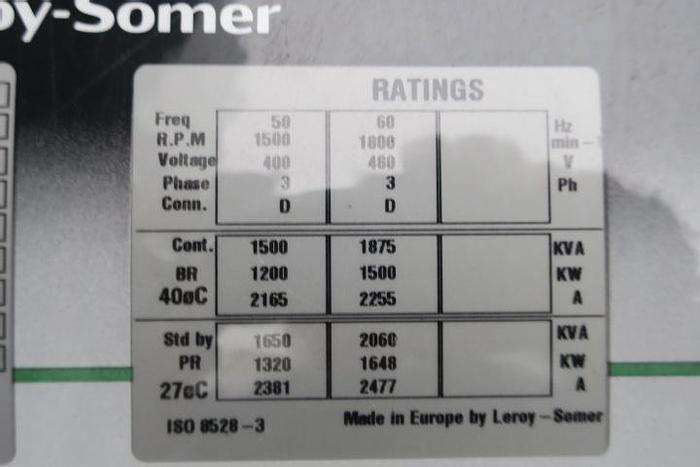 oy-Somer
RATINGS
Freq 50 60 Hz
R.P.M 1500 1800 min-1
Voltage 400 480 V
Phase 3 3 Ph
Conn. D D
Cont. 1500 1875 KVA
BR 1200 1500 KW
40øC 2165 2255 A
Std by 1650 2060 KVA
PR 1320 1648 KW
27øC 2381 2477 A
ISO 8528-3 Made in Europe by Leroy-Somer